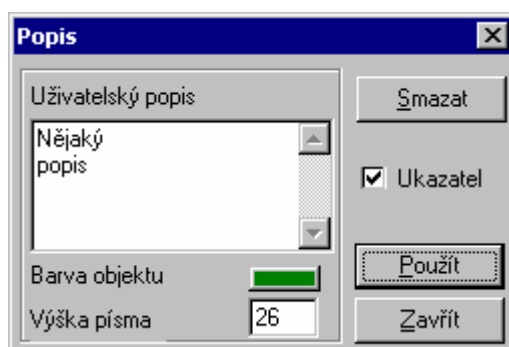 Popis
Uživatelský popis
Nějaký
popis
Barva objektu
Výška písma
26
Smazat
Ukazatel
Použít
Zavřít